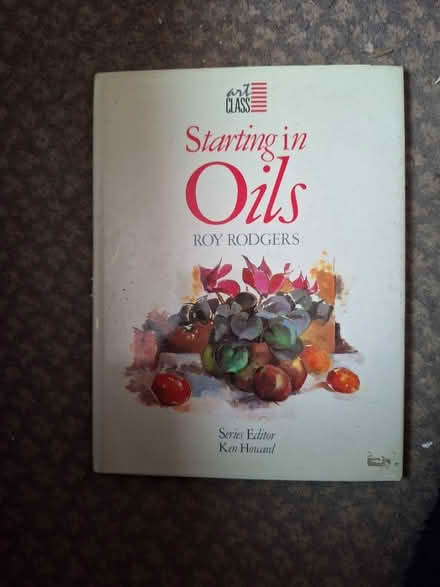 art
CLASS
Starting in
Oils
ROY RODGERS
Series Editor
Ken Howard